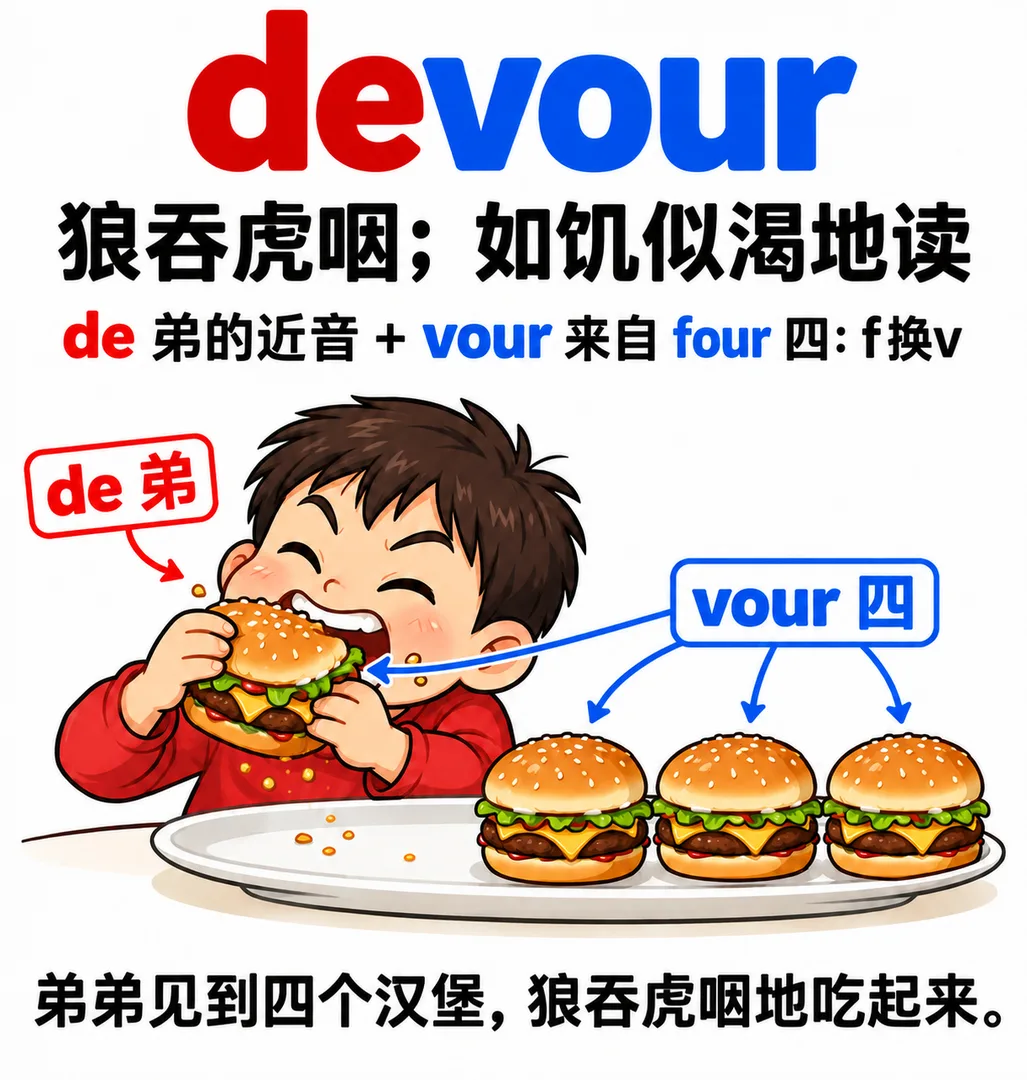 devour
狼吞虎咽；如饥似渴地读
de 弟的近音 + vour 来自 four 四：f换v
de 弟
vour 四
弟弟见到四个汉堡，狼吞虎咽地吃起来。